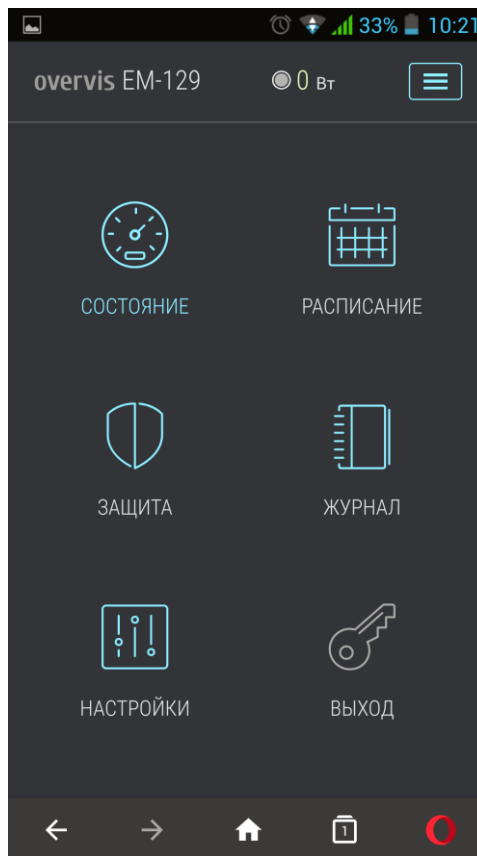 33% 10:21
overvis EM-129 0 Вт
СОСТОЯНИЕ РАСПИСАНИЕ
ЗАЩИТА ЖУРНАЛ
НАСТРОЙКИ ВЫХОД
1